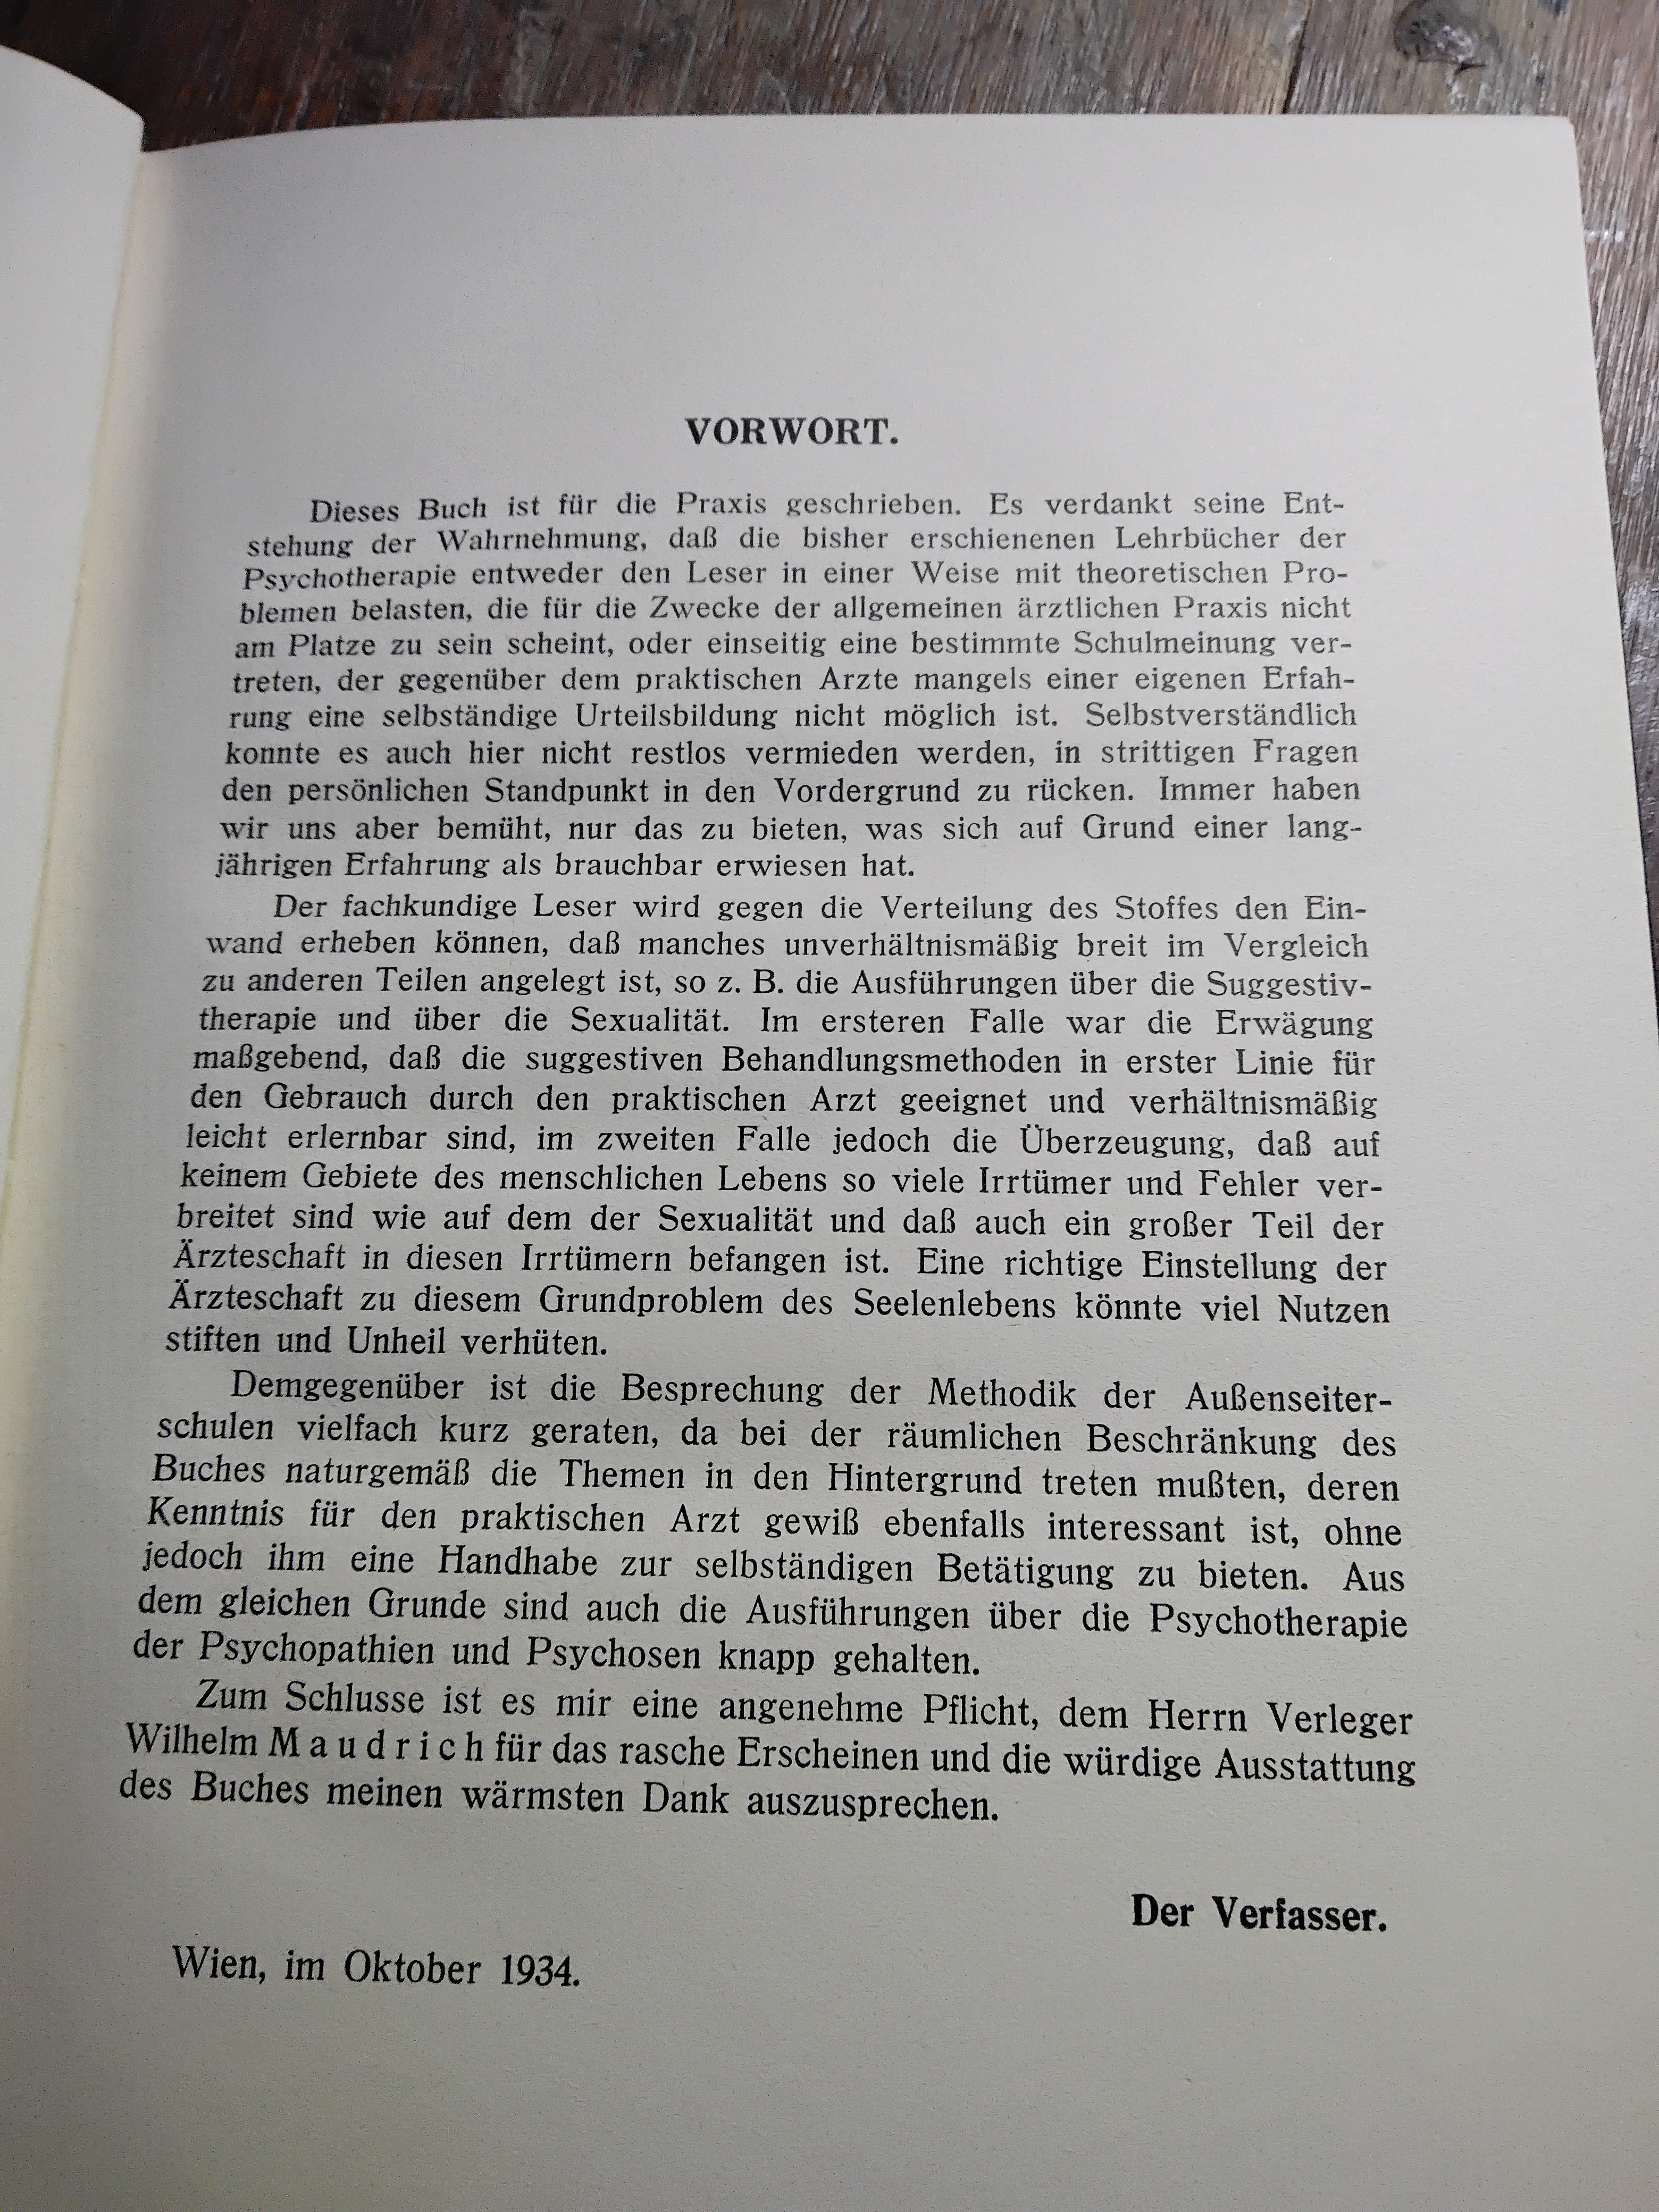 VORWORT.
Dieses Buch ist für die Praxis geschrieben. Es verdankt seine Ent-
stehung der Wahrnehmung, daß die bisher erschienenen Lehrbücher der
Psychotherapie entweder den Leser in einer Weise mit theoretischen Pro-
blemen belasten, die für die Zwecke der allgemeinen ärztlichen Praxis nicht
am Platze zu sein scheint, oder einseitig eine bestimmte Schulmeinung ver-
treten, der gegenüber dem praktischen Arzte mangels einer eigenen Erfah-
rung eine selbständige Urteilsbildung nicht möglich ist. Selbstverständlich
konnte es auch hier nicht restlos vermieden werden, in strittigen Fragen
den persönlichen Standpunkt in den Vordergrund zu rücken. Immer haben
wir uns aber bemüht, nur das zu bieten, was sich auf Grund einer lang-
jährigen Erfahrung als brauchbar erwiesen hat.
Der fachkundige Leser wird gegen die Verteilung des Stoffes den Ein-
wand erheben können, daß manches unverhältnismäßig breit im Vergleich
zu anderen Teilen angelegt ist, so z. B. die Ausführungen über die Suggestiv-
therapie und über die Sexualität. Im ersteren Falle war die Erwägung
maßgebend, daß die suggestiven Behandlungsmethoden in erster Linie für
den Gebrauch durch den praktischen Arzt geeignet und verhältnismäßig
leicht erlernbar sind, im zweiten Falle jedoch die Überzeugung, daß auf
keinem Gebiete des menschlichen Lebens so viele Irrtümer und Fehler ver-
breitet sind wie auf dem der Sexualität und daß auch ein großer Teil der
Ärzteschaft in diesen Irrtümern befangen ist. Eine richtige Einstellung der
Ärzteschaft zu diesem Grundproblem des Seelenlebens könnte viel Nutzen
stiften und Unheil verhüten.
Demgegenüber ist die Besprechung der Methodik der Außenseiter-
schulen vielfach kurz geraten, da bei der räumlichen Beschränkung des
Buches naturgemäß die Themen in den Hintergrund treten mußten, deren
Kenntnis für den praktischen Arzt gewiß ebenfalls interessant ist, ohne
jedoch ihm eine Handhabe zur selbständigen Betätigung zu bieten. Aus
dem gleichen Grunde sind auch die Ausführungen über die Psychotherapie
der Psychopathien und Psychosen knapp gehalten.
Zum Schlusse ist es mir eine angenehme Pflicht, dem Herrn Verleger
Wilhelm Maudrich für das rasche Erscheinen und die würdige Ausstattung
des Buches meinen wärmsten Dank auszusprechen.
Der Verfasser.
Wien, im Oktober 1934.